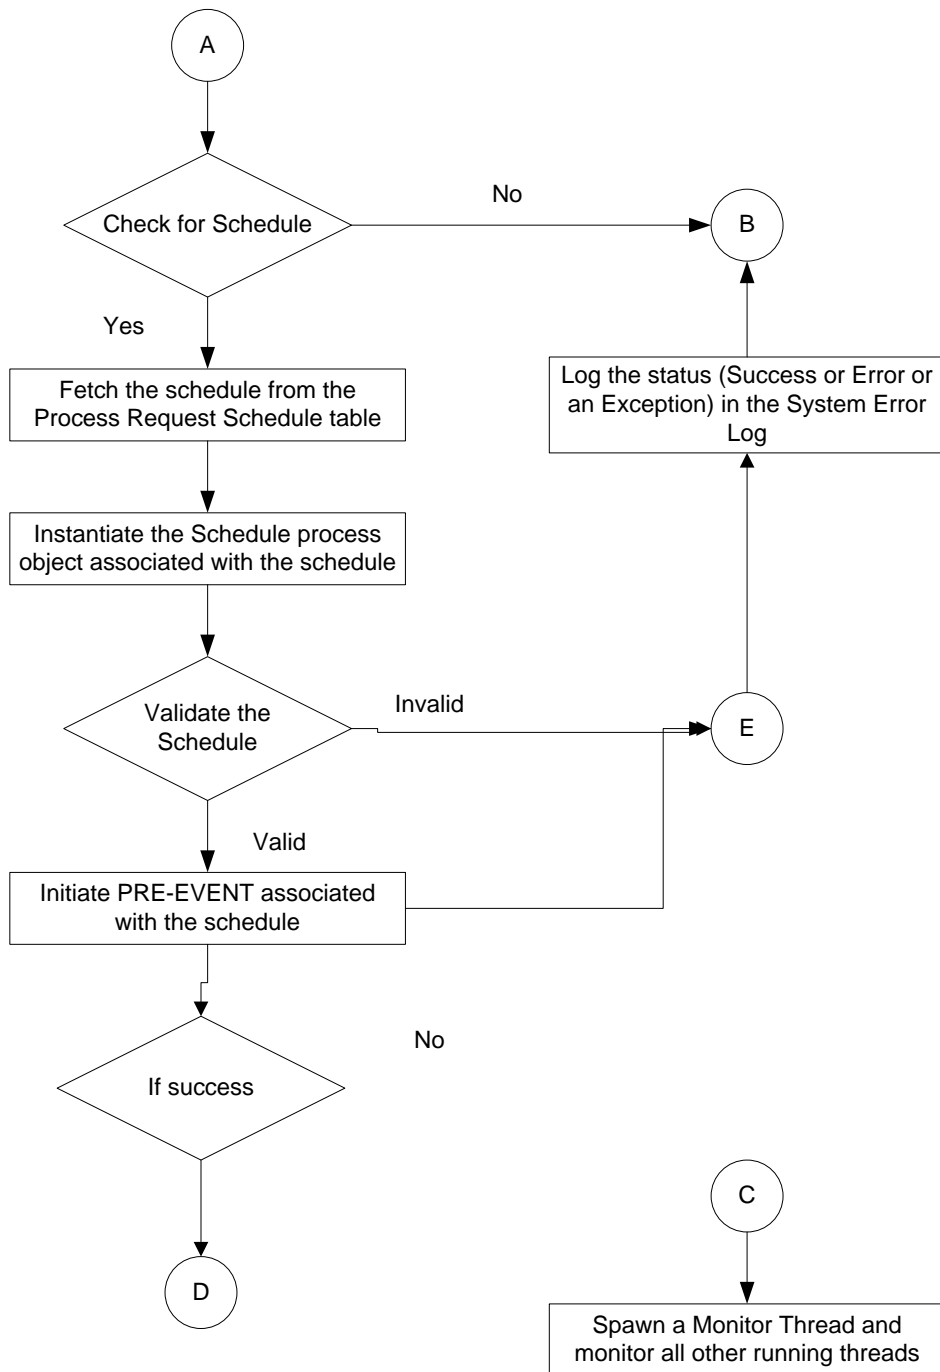 A
Check for Schedule
No
B
Yes
Fetch the schedule from the
Process Request Schedule table
Log the status (Success or Error or
an Exception) in the System Error
Log
Instantiate the Schedule process
object associated with the schedule
Validate the
Schedule
Invalid
E
Valid
Initiate PRE-EVENT associated
with the schedule
No
If success
C
D
Spawn a Monitor Thread and
monitor all other running threads